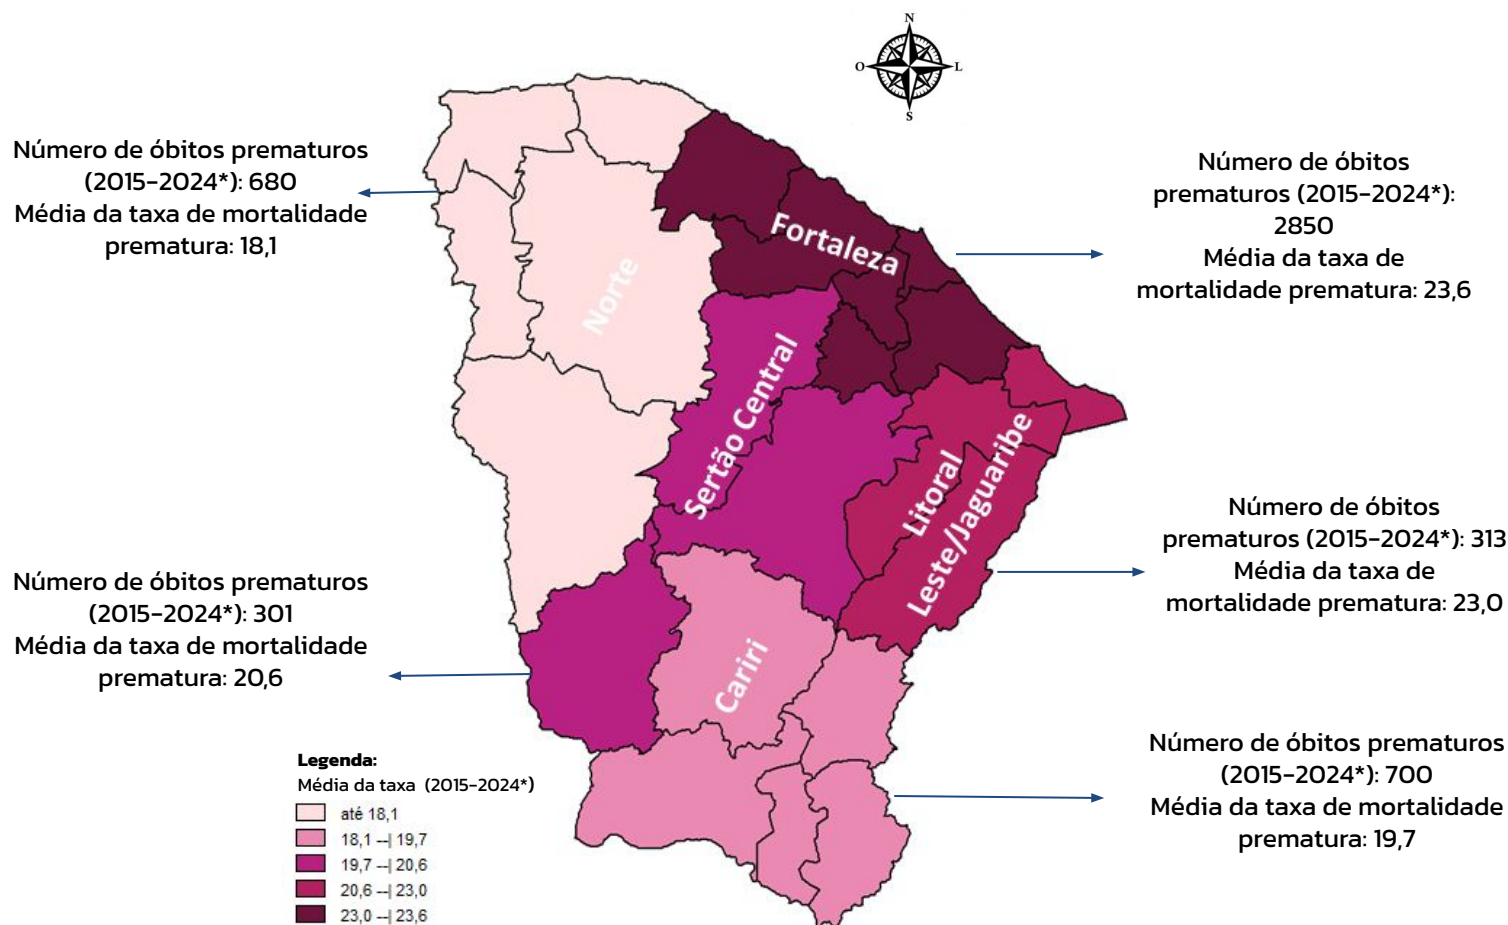 N
O
L
S
Número de óbitos prematuros
(2015-2024*): 680
Média da taxa de mortalidade
prematura: 18,1
Número de óbitos
prematuros (2015-2024*):
2850
Média da taxa de
mortalidade prematura: 23,6
Fortaleza
Norte
Sertão Central
Litoral
Leste/Jaguaribe
Cariri
Número de óbitos
prematuros (2015-2024*): 313
Média da taxa de
mortalidade prematura: 23,0
Número de óbitos prematuros
(2015-2024*): 301
Média da taxa de mortalidade
prematura: 20,6
Número de óbitos prematuros
(2015-2024*): 700
Média da taxa de mortalidade
prematura: 19,7
Legenda:
Média da taxa (2015-2024*)
até 18,1
18,1 --| 19,7
19,7 --| 20,6
20,6 --| 23,0
23,0 --| 23,6